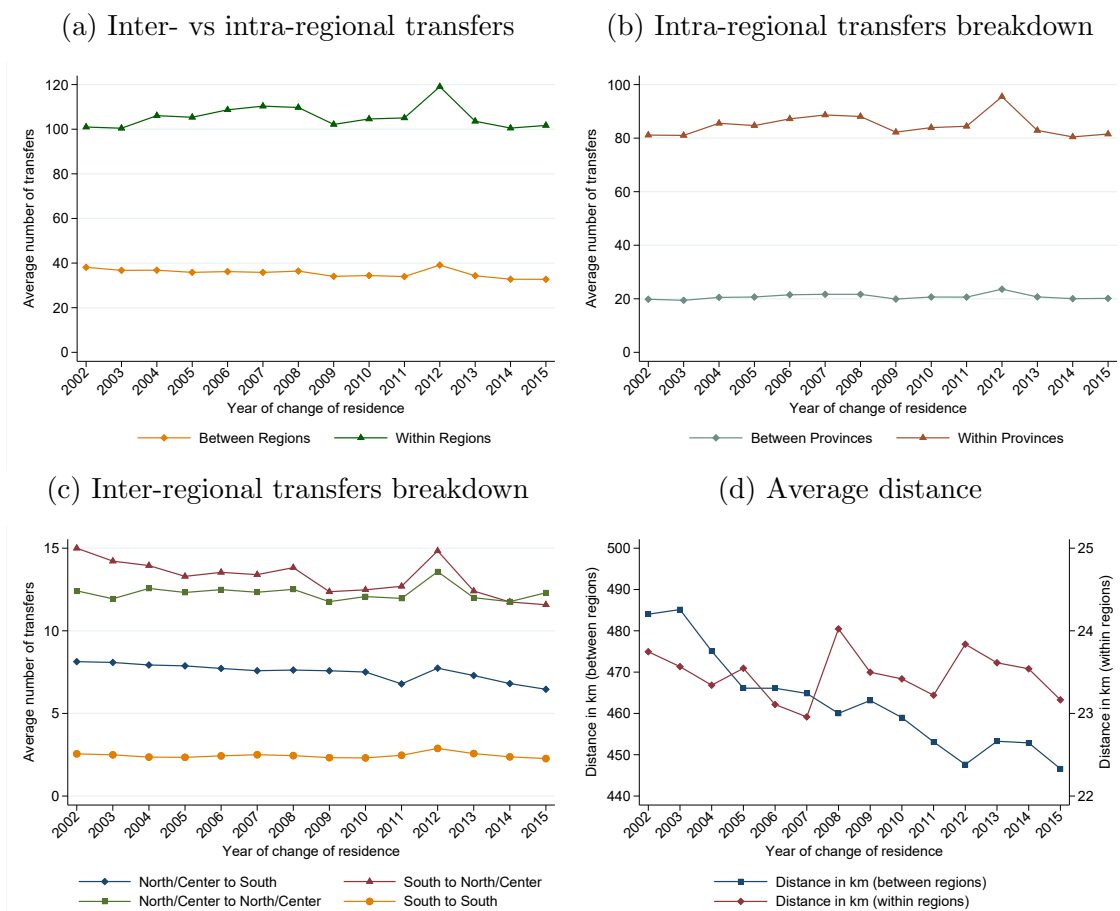 (a) Inter- vs intra-regional transfers
Average number of transfers
120
100
80
60
40
20
0
2002 2003 2004 2005 2006 2007 2008 2009 2010 2011 2012 2013 2014 2015
Year of change of residence
Between Regions Within Regions
(b) Intra-regional transfers breakdown
Average number of transfers
100
80
60
40
20
0
2002 2003 2004 2005 2006 2007 2008 2009 2010 2011 2012 2013 2014 2015
Year of change of residence
Between Provinces Within Provinces
(c) Inter-regional transfers breakdown
Average number of transfers
15
10
5
0
2002 2003 2004 2005 2006 2007 2008 2009 2010 2011 2012 2013 2014 2015
Year of change of residence
North/Center to South South to North/Center
North/Center to North/Center South to South
(d) Average distance
Distance in km (between regions)
500
490
480
470
460
450
440
25
24
23
22
Distance in km (within regions)
2002 2003 2004 2005 2006 2007 2008 2009 2010 2011 2012 2013 2014 2015
Year of change of residence
Distance in km (between regions)
Distance in km (within regions)